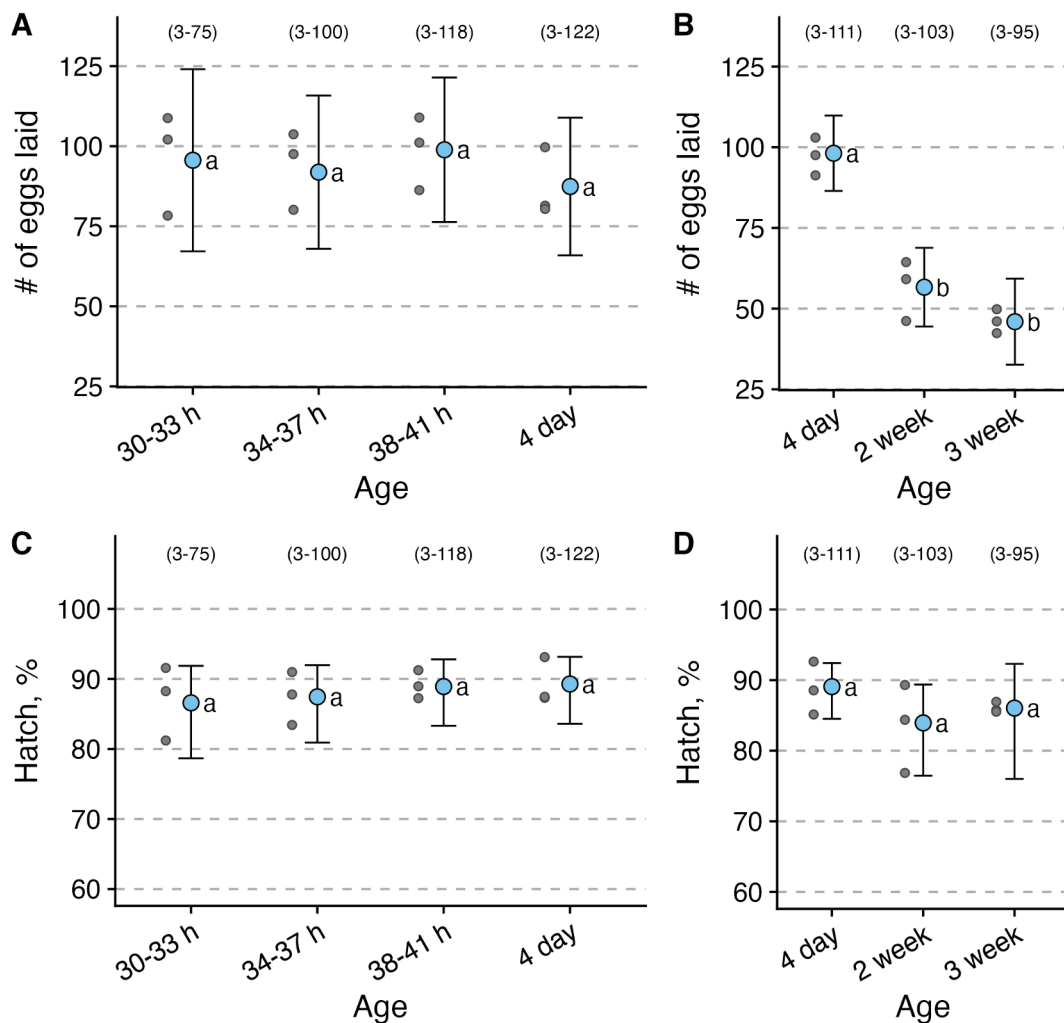 A
(3-75) (3-100) (3-118) (3-122)
# of eggs laid
125
100
75
50
25
a a a a
30-33 h 34-37 h 38-41 h 4 day
Age
B
(3-111) (3-103) (3-95)
# of eggs laid
125
100
75
50
25
a b b
4 day 2 week 3 week
Age
C
(3-75) (3-100) (3-118) (3-122)
Hatch, %
100
90
80
70
60
a a a a
30-33 h 34-37 h 38-41 h 4 day
Age
D
(3-111) (3-103) (3-95)
Hatch, %
100
90
80
70
60
a a a
4 day 2 week 3 week
Age